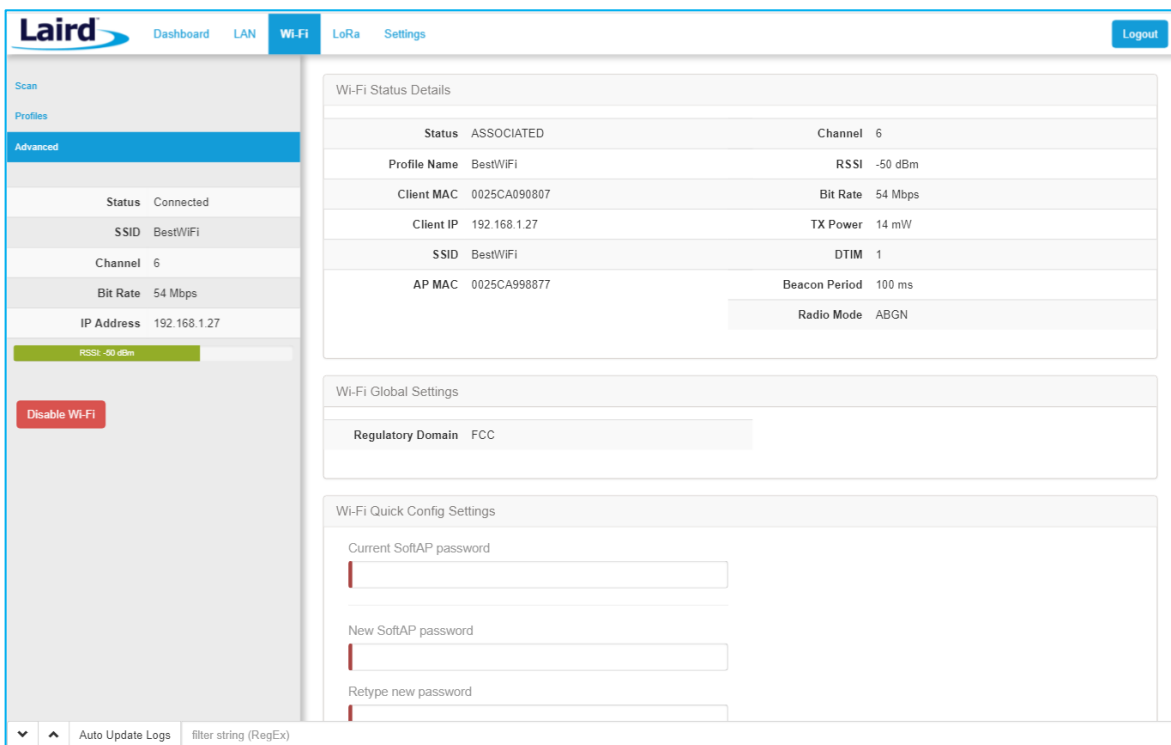 Laird Dashboard LAN Wi-Fi LoRa Settings Logout
Scan
Profiles
Advanced
Status Connected
SSID BestWiFi
Channel 6
Bit Rate 54 Mbps
IP Address 192.168.1.27
RSSI: -50 dBm
Disable Wi-Fi
Wi-Fi Status Details
Status ASSOCIATED Channel 6
Profile Name BestWiFi RSSI -50 dBm
Client MAC 0025CA090807 Bit Rate 54 Mbps
Client IP 192.168.1.27 TX Power 14 mW
SSID BestWiFi DTIM 1
AP MAC 0025CA998877 Beacon Period 100 ms
Radio Mode ABGN
Wi-Fi Global Settings
Regulatory Domain FCC
Wi-Fi Quick Config Settings
Current SoftAP password
New SoftAP password
Retype new password
Auto Update Logs filter string (RegEx)